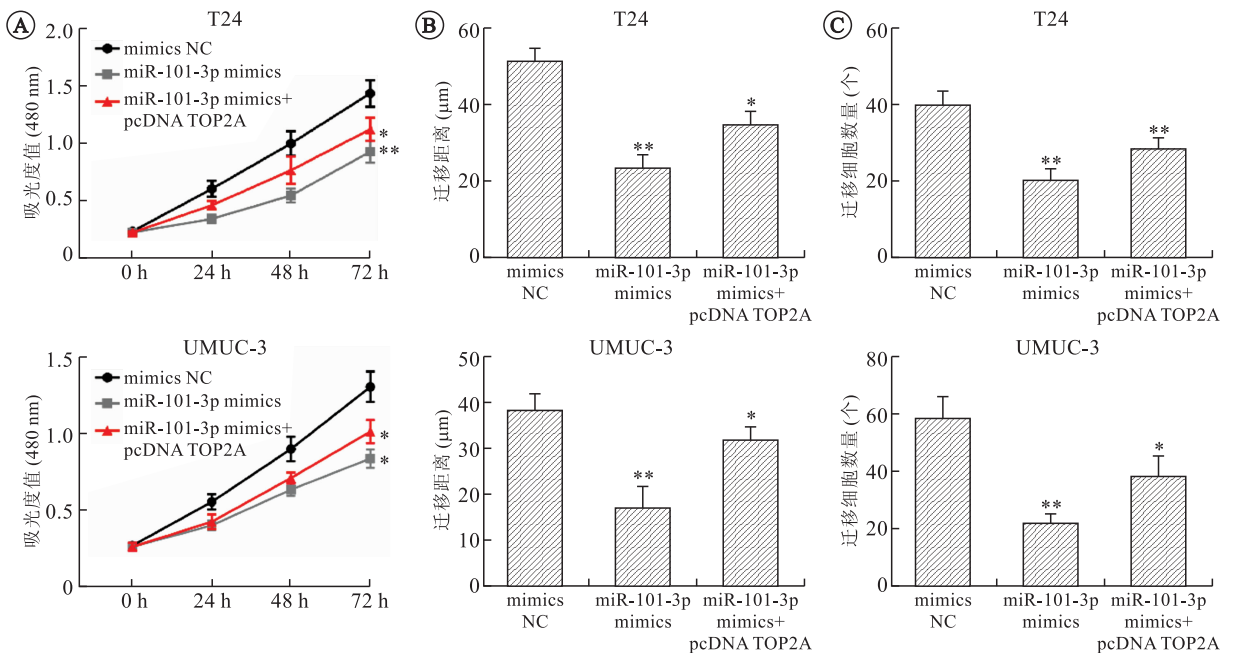 A
T24
吸光度值 (480 nm)
2.0
1.5
1.0
0.5
0
mimics NC
miR-101-3p mimics
miR-101-3p mimics+
pcDNA TOP2A
*
**
0 h 24 h 48 h 72 h
B
T24
迁移距离 (μm)
60
40
20
0
**
*
mimics
NC
miR-101-3p
mimics
miR-101-3p
mimics+
pcDNA TOP2A
C
T24
迁移细胞数量 (个)
60
40
20
0
**
**
mimics
NC
miR-101-3p
mimics
miR-101-3p
mimics+
pcDNA TOP2A
UMUC-3
吸光度值 (480 nm)
1.5
1.0
0.5
0
mimics NC
miR-101-3p mimics
miR-101-3p mimics+
pcDNA TOP2A
*
*
0 h 24 h 48 h 72 h
UMUC-3
迁移距离 (μm)
50
40
30
20
10
0
**
*
mimics
NC
miR-101-3p
mimics
miR-101-3p
mimics+
pcDNA TOP2A
UMUC-3
迁移细胞数量 (个)
80
60
40
20
0
**
*
mimics
NC
miR-101-3p
mimics
miR-101-3p
mimics+
pcDNA TOP2A